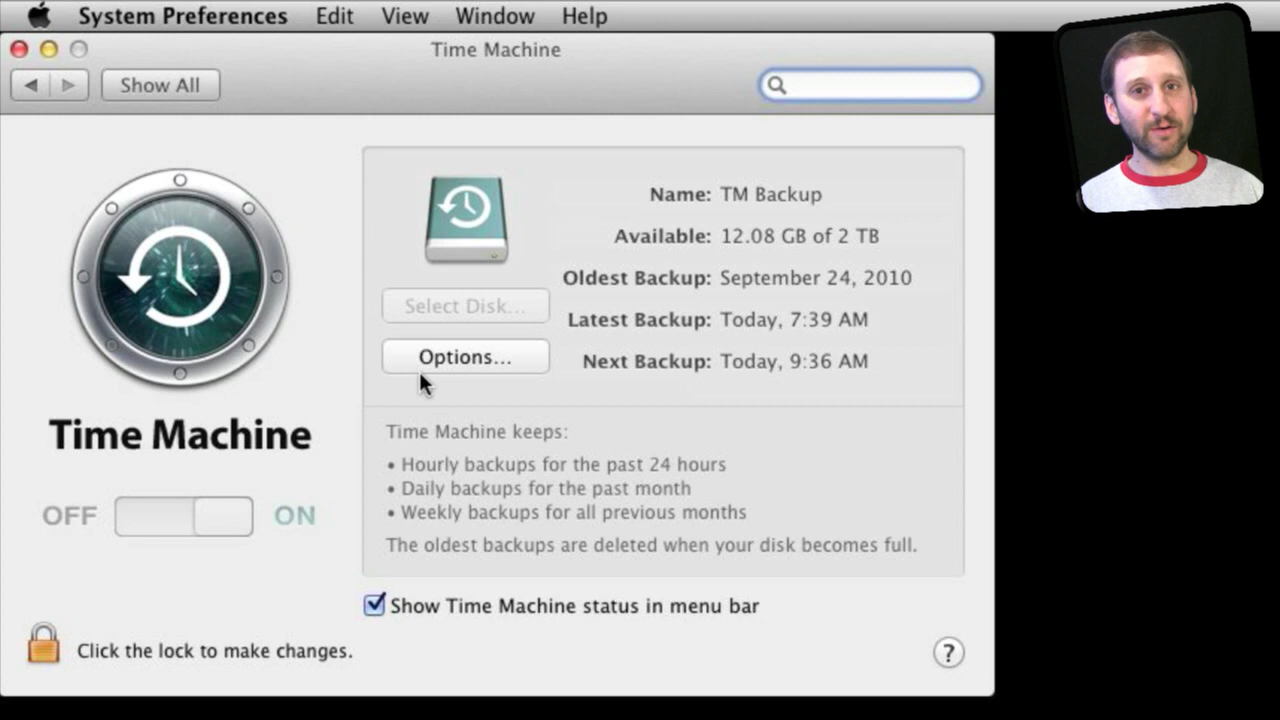 System Preferences Edit View Window Help
Time Machine
Show All
Name: TM Backup
Available: 12.08 GB of 2 TB
Select Disk...
Oldest Backup: September 24, 2010
Latest Backup: Today, 7:39 AM
Options...
Next Backup: Today, 9:36 AM
Time Machine
OFF ON
Time Machine keeps:
• Hourly backups for the past 24 hours
• Daily backups for the past month
• Weekly backups for all previous months
The oldest backups are deleted when your disk becomes full.
Show Time Machine status in menu bar
Click the lock to make changes.
?